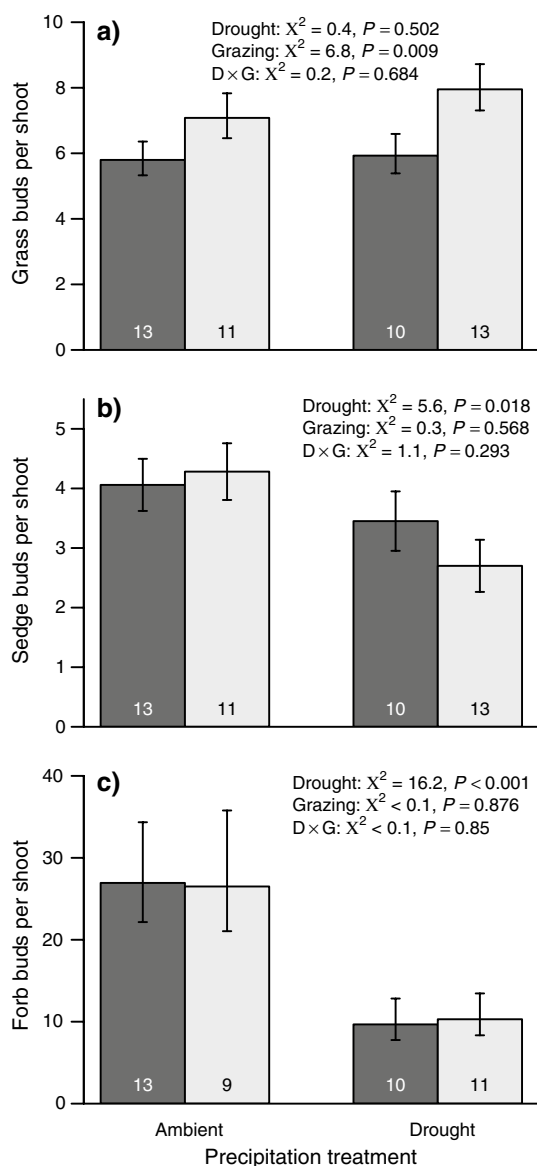 a)
Drought: X² = 0.4, P = 0.502
Grazing: X² = 6.8, P = 0.009
D × G: X² = 0.2, P = 0.684
Grass buds per shoot
10
8
6
4
2
0
13
11
10
13
b)
Drought: X² = 5.6, P = 0.018
Grazing: X² = 0.3, P = 0.568
D × G: X² = 1.1, P = 0.293
Sedge buds per shoot
5
4
3
2
1
0
13
11
10
13
c)
Drought: X² = 16.2, P < 0.001
Grazing: X² < 0.1, P = 0.876
D × G: X² < 0.1, P = 0.85
Forb buds per shoot
40
30
20
10
0
13
9
10
11
Ambient
Drought
Precipitation treatment